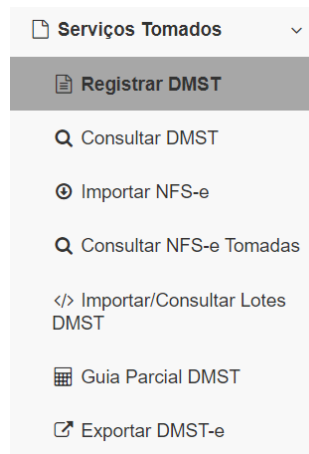 Serviços Tomados
Registrar DMST
Consultar DMST
Importar NFS-e
Consultar NFS-e Tomadas
</> Importar/Consultar Lotes
DMST
Guia Parcial DMST
Exportar DMST-e